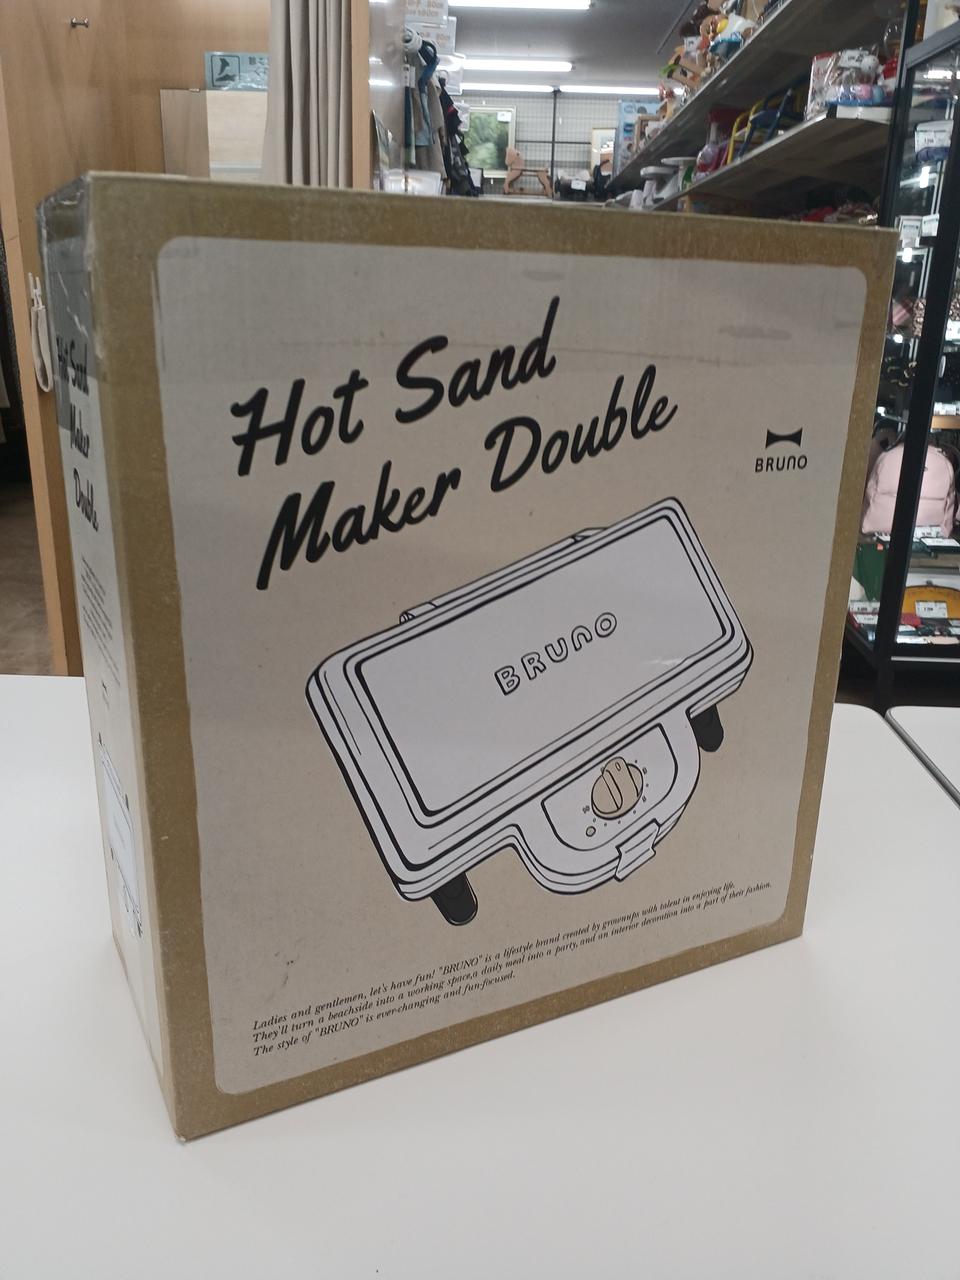 Hot Sand
Maker Double
BRUNO
BRUNO
Ladies and gentlemen, let's have fun! "BRUNO" is a lifestyle brand created by grownups with talent in enjoying life.
They'll turn a beachside into a working space,a daily meal into a party, and an interior decoration into a part of their fashion.
The style of "BRUNO" is ever-changing and fun-focused.
Hot Sand
Maker
Double